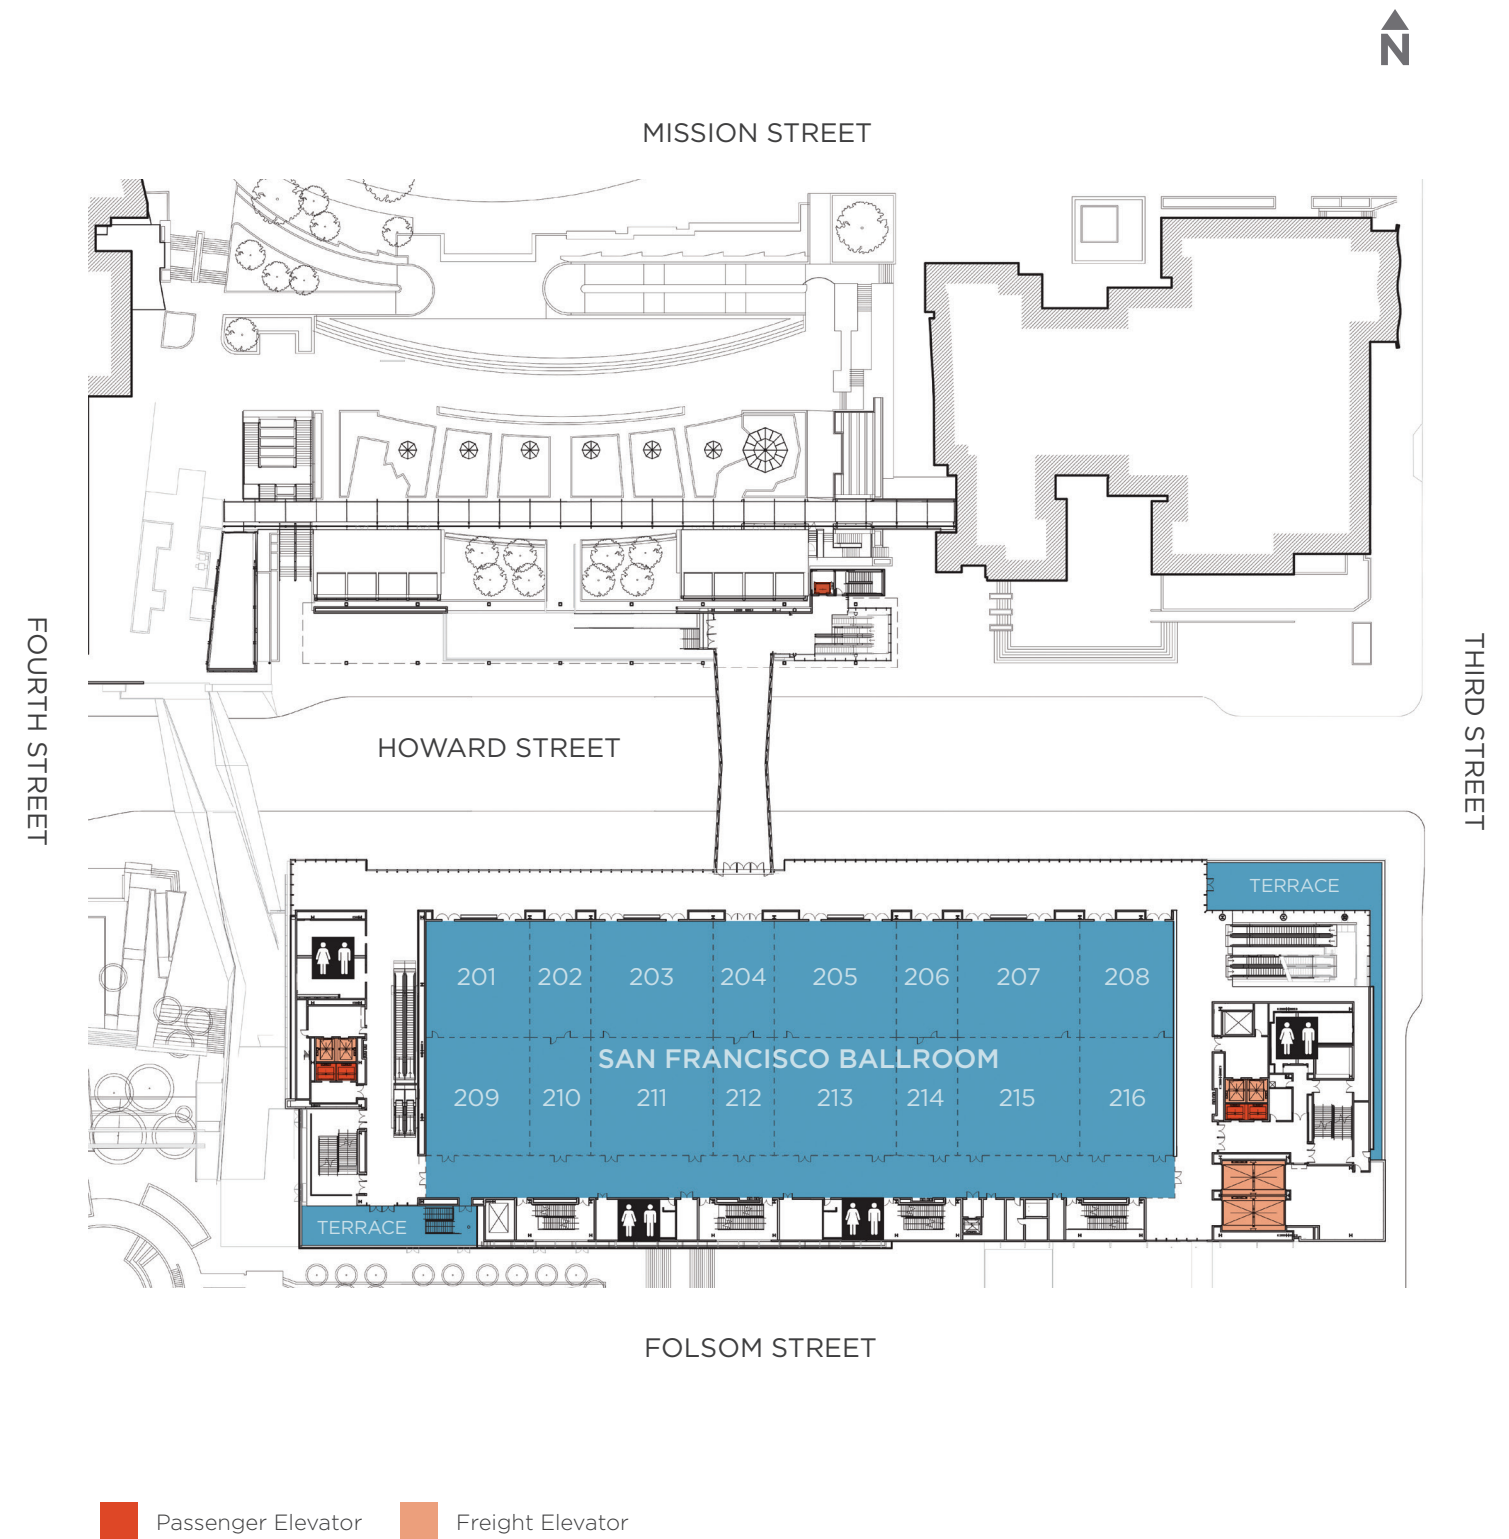 N
MISSION STREET
FOURTH STREET
THIRD STREET
HOWARD STREET
TERRACE
201 202 203 204 205 206 207 208
SAN FRANCISCO BALLROOM
209 210 211 212 213 214 215 216
TERRACE
FOLSOM STREET
Passenger Elevator Freight Elevator